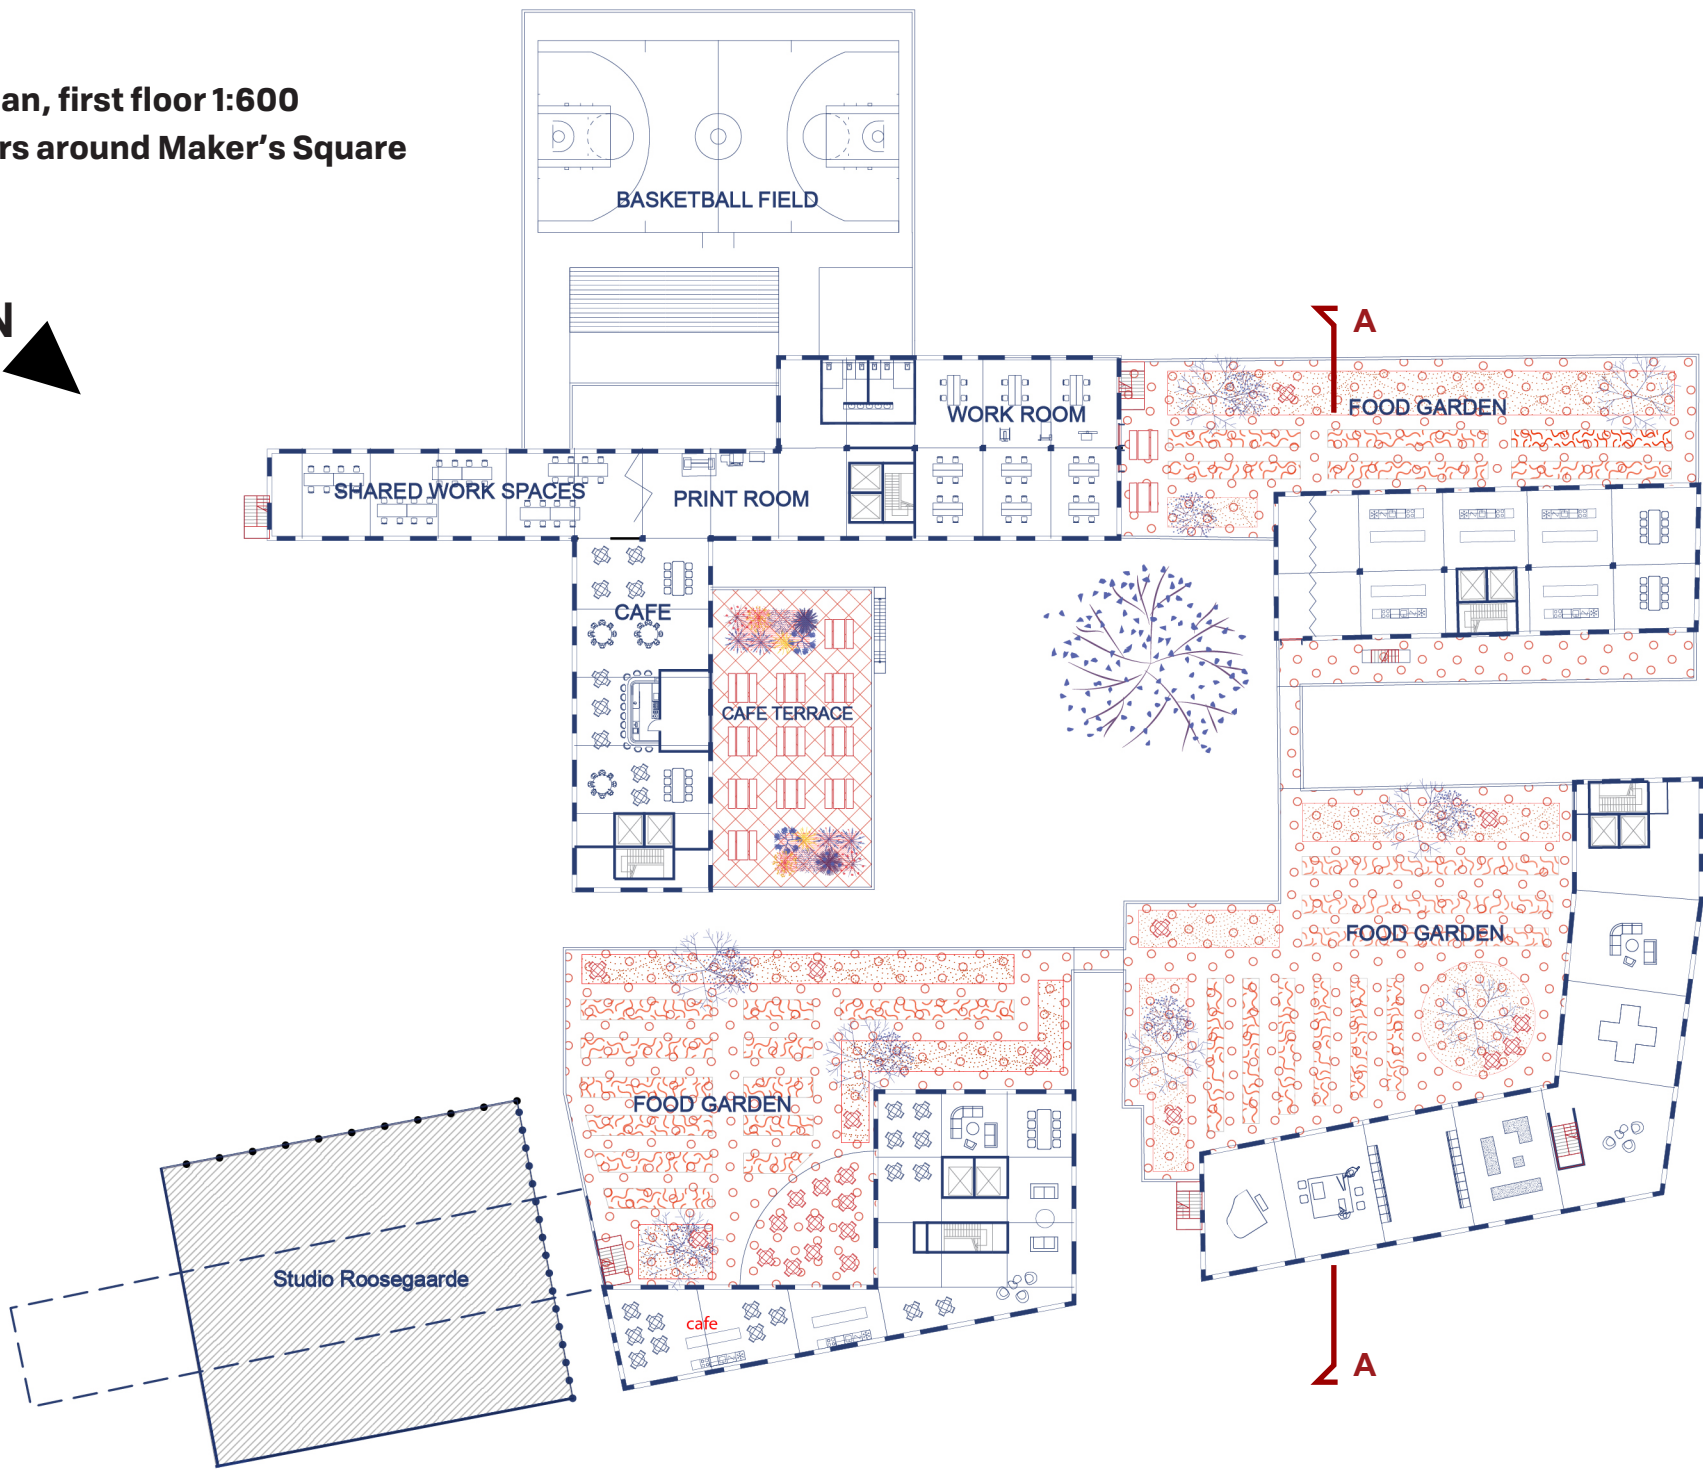 an, first floor 1:600
rs around Maker's Square
N
BASKETBALL FIELD
A
FOOD GARDEN
WORK ROOM
SHARED WORK SPACES
PRINT ROOM
CAFE
CAFE TERRACE
FOOD GARDEN
FOOD GARDEN
Studio Roosegaarde
cafe
A